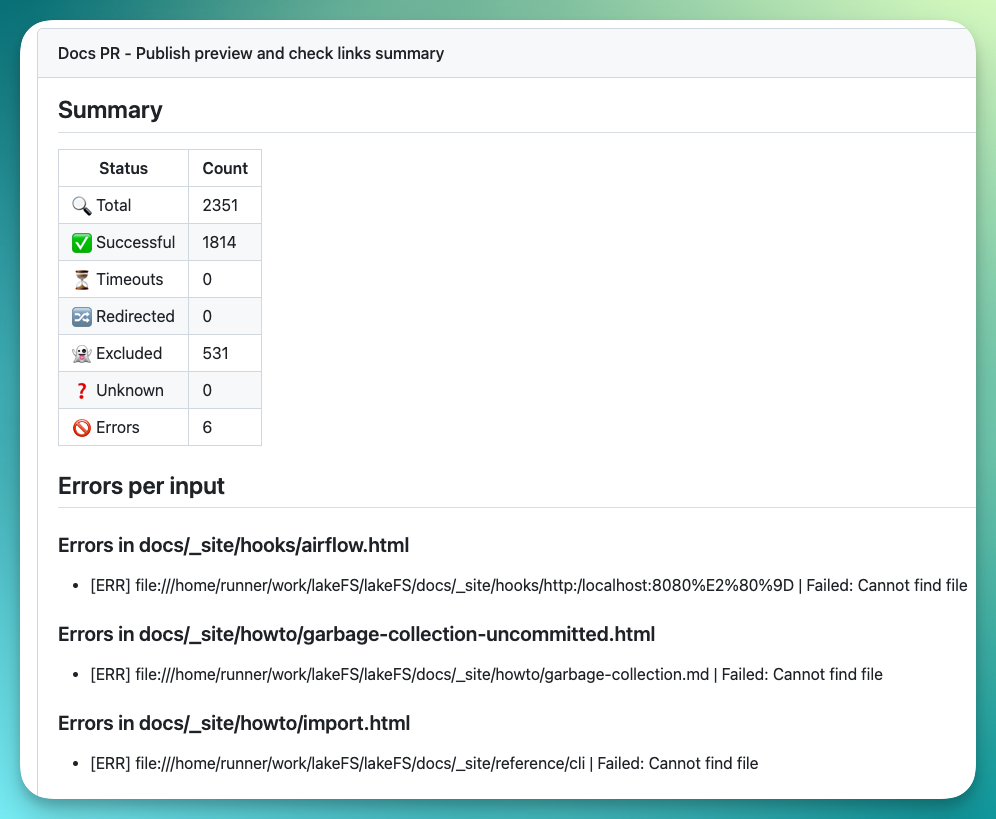 Docs PR - Publish preview and check links summary
Summary
Status Count
🔍 Total 2351
✅ Successful 1814
⏳ Timeouts 0
🔀 Redirected 0
👻 Excluded 531
❓ Unknown 0
🚫 Errors 6
Errors per input
Errors in docs/_site/hooks/airflow.html
• [ERR] file:///home/runner/work/lakeFS/lakeFS/docs/_site/hooks/http:/localhost:8080%E2%80%9D | Failed: Cannot find file
Errors in docs/_site/howto/garbage-collection-uncommitted.html
• [ERR] file:///home/runner/work/lakeFS/lakeFS/docs/_site/howto/garbage-collection.md | Failed: Cannot find file
Errors in docs/_site/howto/import.html
• [ERR] file:///home/runner/work/lakeFS/lakeFS/docs/_site/reference/cli | Failed: Cannot find file